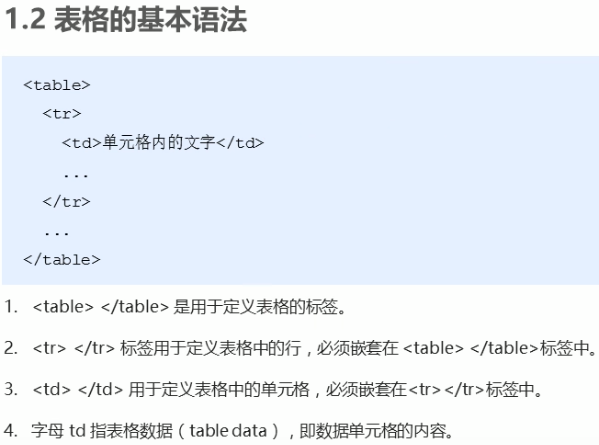 1.2 表格的基本语法
<table>
<tr>
<td>单元格内的文字</td>
...
</tr>
...
</table>
1. <table> </table> 是用于定义表格的标签。
2. <tr> </tr> 标签用于定义表格中的行，必须嵌套在 <table> </table>标签中。
3. <td> </td> 用于定义表格中的单元格，必须嵌套在<tr></tr>标签中。
4. 字母 td 指表格数据（table data），即数据单元格的内容。